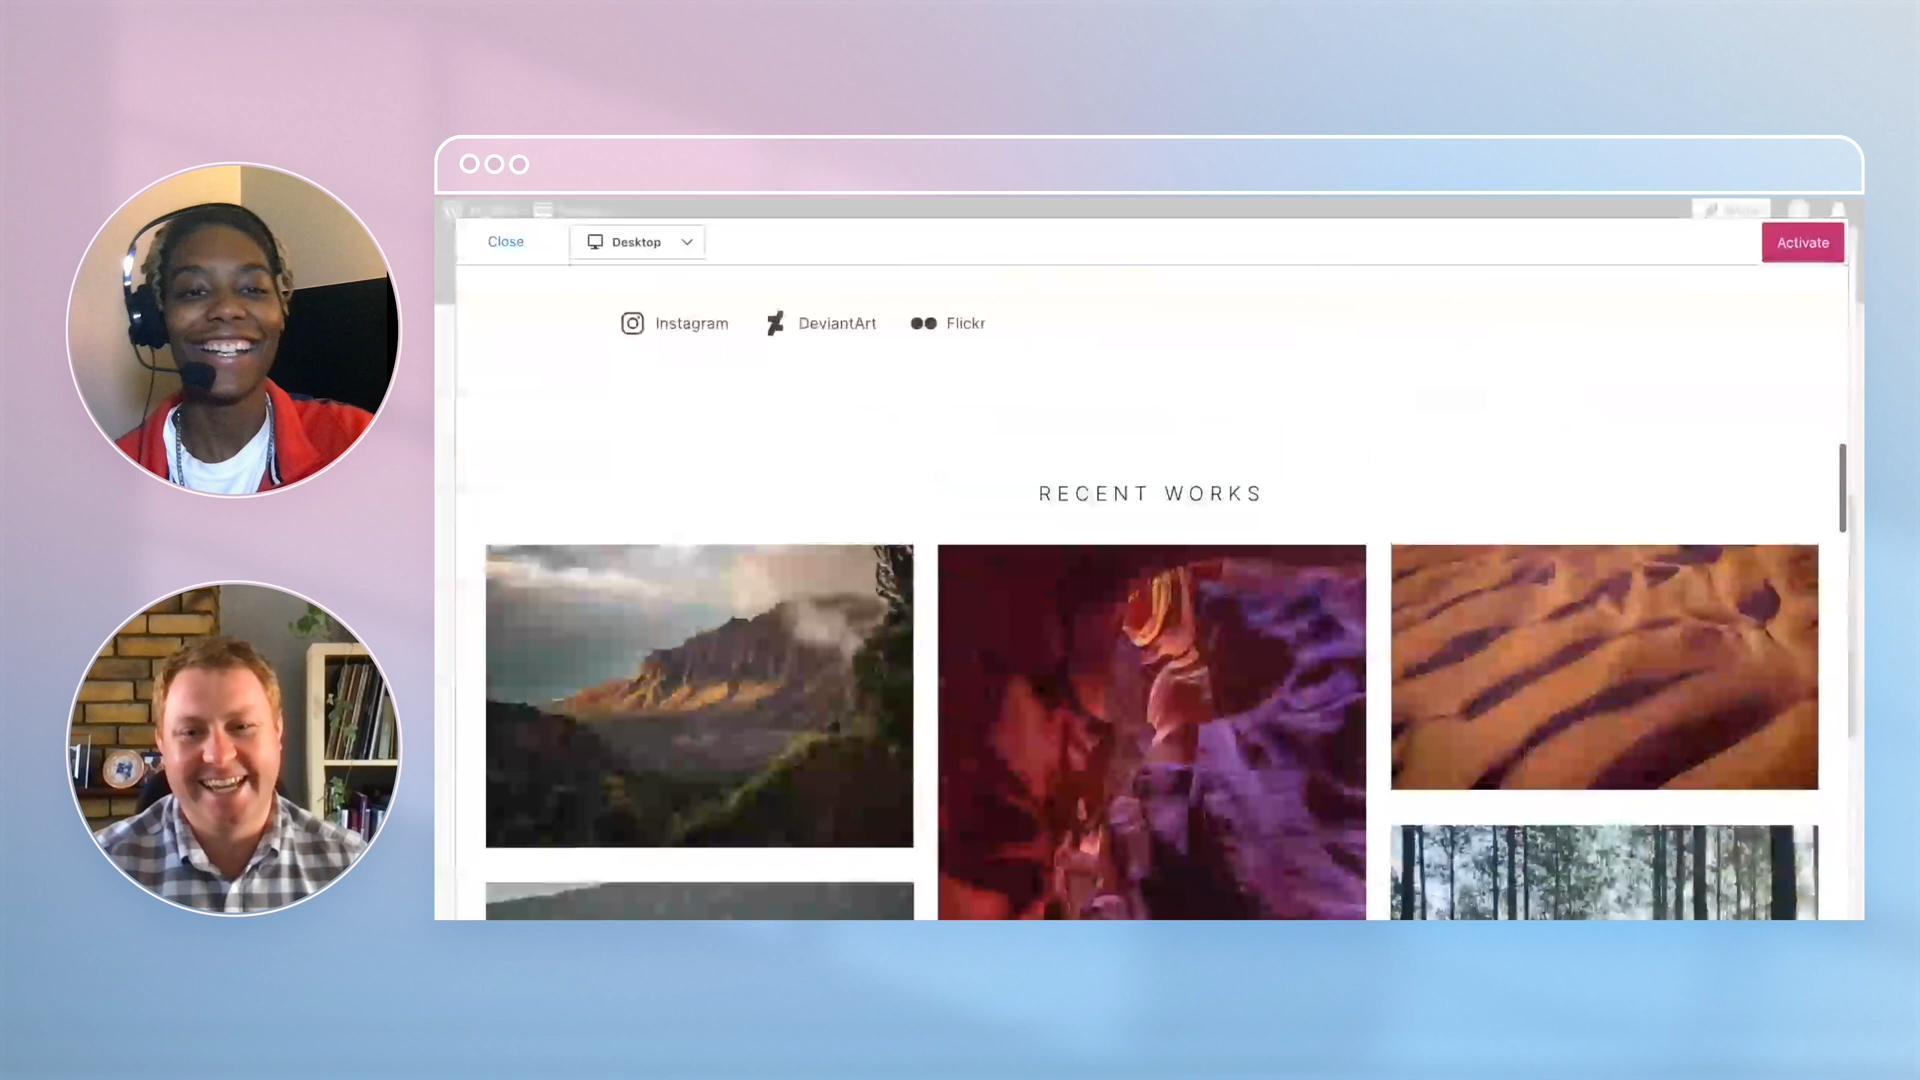 Close
Desktop
Activate
Instagram
DeviantArt
Flickr
RECENT WORKS